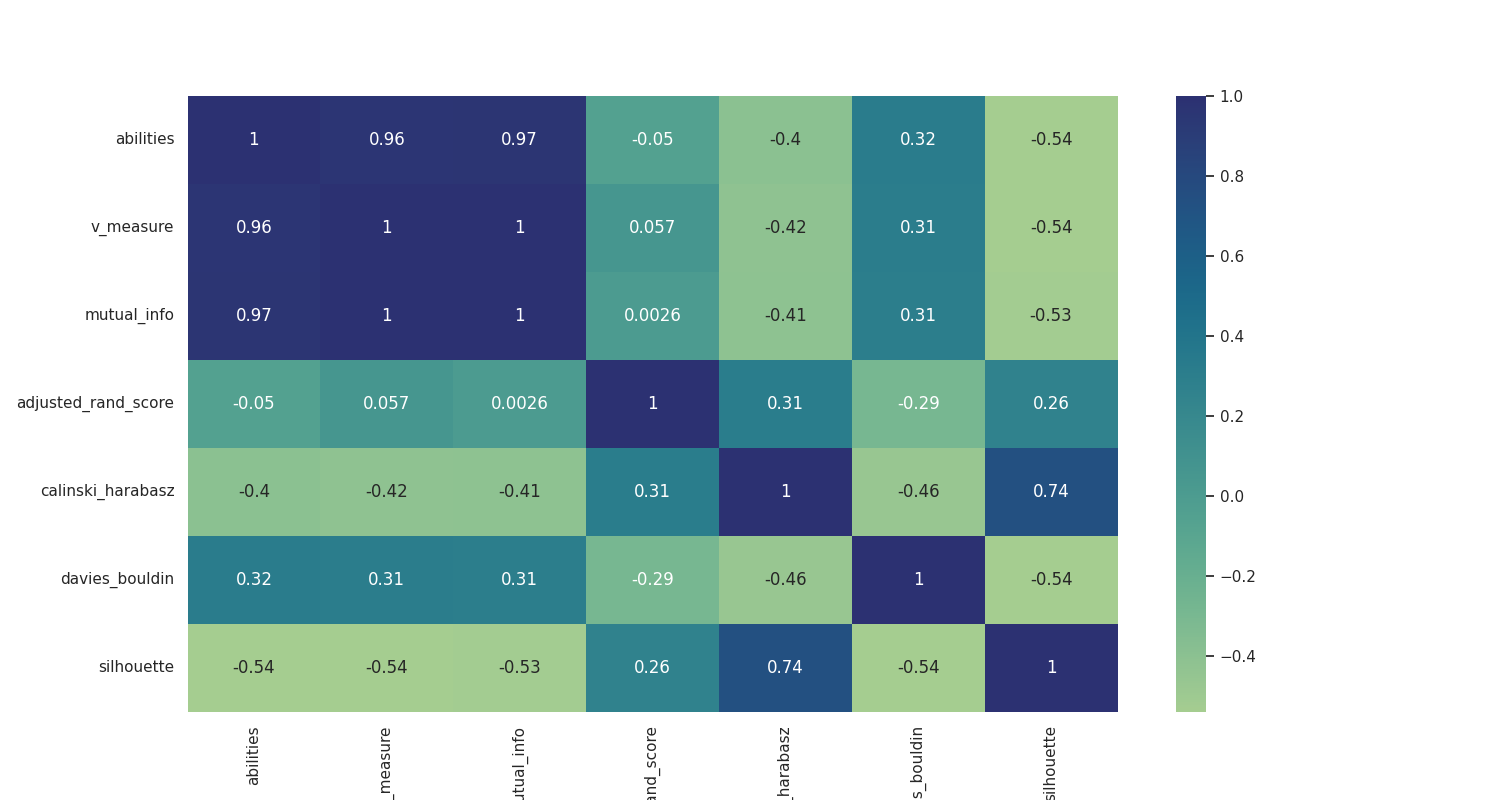 abilities 1 0.96 0.97 -0.05 -0.4 0.32 -0.54
v_measure 0.96 1 1 0.057 -0.42 0.31 -0.54
mutual_info 0.97 1 1 0.0026 -0.41 0.31 -0.53
adjusted_rand_score -0.05 0.057 0.0026 1 0.31 -0.29 0.26
calinski_harabasz -0.4 -0.42 -0.41 0.31 1 -0.46 0.74
davies_bouldin 0.32 0.31 0.31 -0.29 -0.46 1 -0.54
silhouette -0.54 -0.54 -0.53 0.26 0.74 -0.54 1
abilities
_measure
utual_info
and_score
_harabasz
s_bouldin
silhouette
1.0
0.8
0.6
0.4
0.2
0.0
−0.2
−0.4